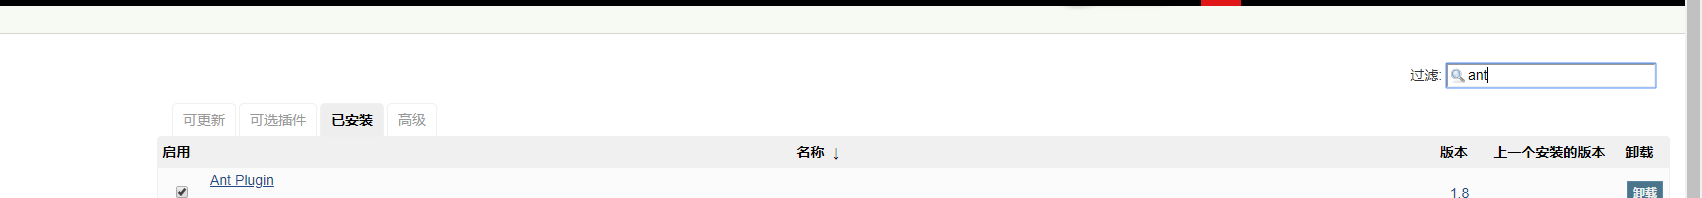 过滤: ant
可更新 可选插件 已安装 高级
启用 名称 ↓ 版本 上一个安装的版本 卸载
Ant Plugin
1.8 卸载